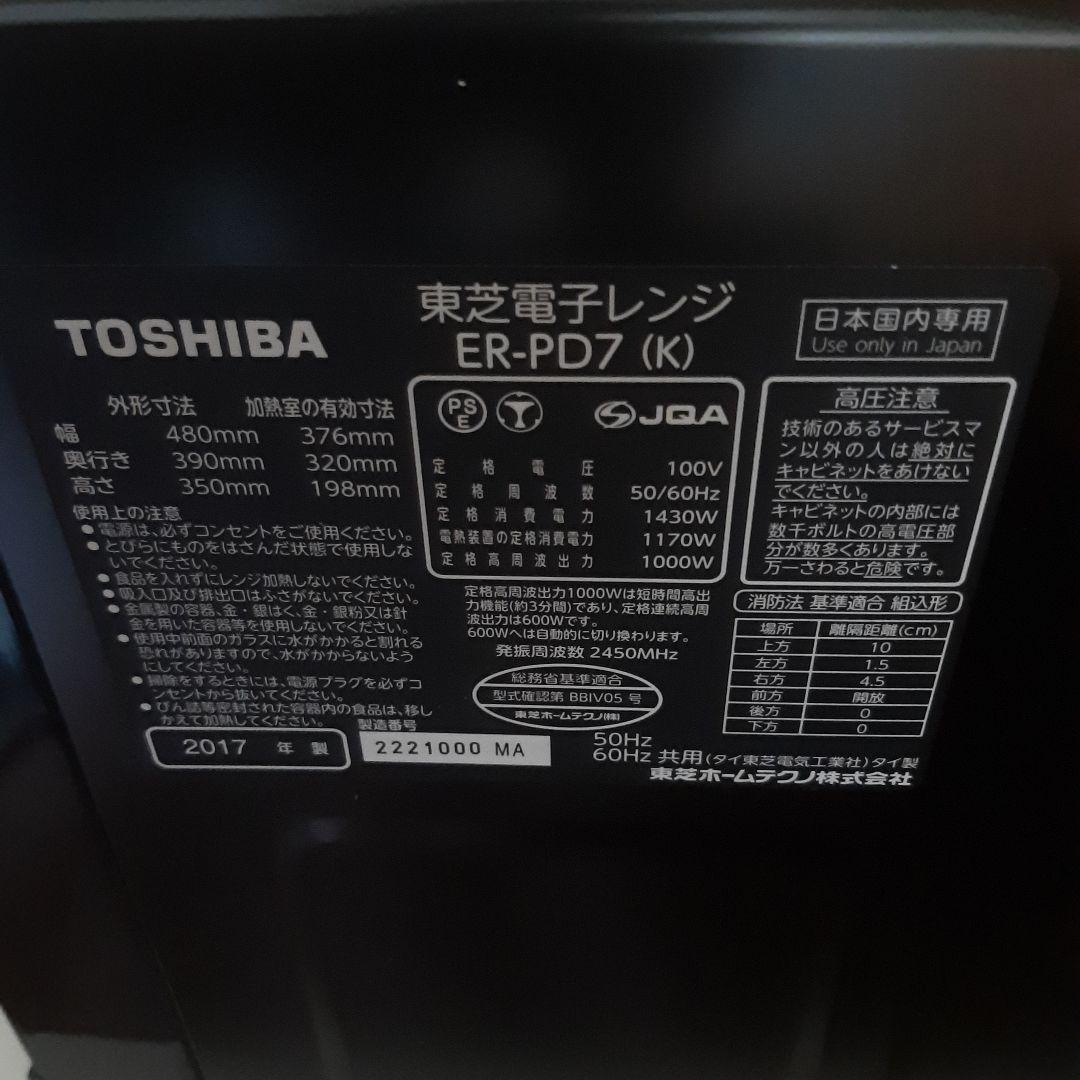 TOSHIBA
東芝電子レンジ
ER-PD7 (K)
日本国内専用
Use only in Japan
外形寸法 加熱室の有効寸法
幅 480mm 376mm
奥行き 390mm 320mm
高さ 350mm 198mm
使用上の注意
●電源は、必ずコンセントをご使用ください。
●とびらにものをはさんだ状態で使用しな
いでください。
●食品を入れずにレンジ加熱しないでください。
●吸入口及び排出口はふさがないでください。
●金属製の容器、金・銀はく、金・銀粉又は針
金を用いた容器等を使用しないでください。
●使用中前面のガラスに水がかかると割れる
恐れがありますので、水がかからないよう
にしてください。
●掃除をするときには、電源プラグを必ずコ
ンセントから抜いてください。
●びん詰等密封された容器内の食品は、移し
かえて加熱してください。
2017 年 製
製造番号
2221000 MA
PS
E
JQA
定格電圧 100V
定格周波数 50/60Hz
定格消費電力 1430W
電熱装置の定格消費電力 1170W
定格高周波出力 1000W
定格高周波出力1000Wは短時間高出
力機能(約3分間)であり、定格連続高周
波出力は600Wです。
600Wへは自動的に切り換わります。
発振周波数 2450MHz
総務省基準適合
型式確認第 BBIV05 号
東芝ホームテクノ(株)
高圧注意
技術のあるサービスマ
ン以外の人は絶対に
キャビネットをあけない
でください。
キャビネットの内部には
数千ボルトの高電圧部
分が数多くあります。
万一さわると危険です。
消防法 基準適合 組込形
場所 離隔距離(cm)
上方 10
左方 1.5
右方 4.5
前方 開放
後方 0
下方 0
50Hz
60Hz 共用 (タイ東芝電気工業社) タイ製
東芝ホームテクノ株式会社